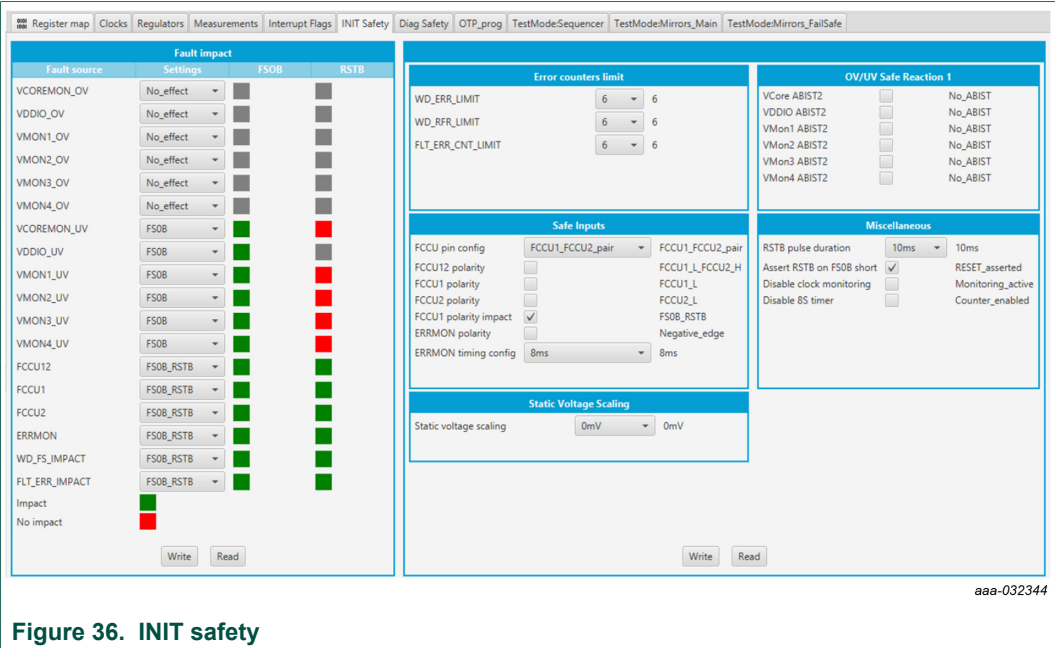 Register map Clocks Regulators Measurements Interrupt Flags INIT Safety Diag Safety OTP_prog TestMode:Sequencer TestMode:Mirrors_Main TestMode:Mirrors_FailSafe
Fault impact
Fault source Settings FSOB RSTB
VCOREMON_OV No_effect
VDDIO_OV No_effect
VMON1_OV No_effect
VMON2_OV No_effect
VMON3_OV No_effect
VMON4_OV No_effect
VCOREMON_UV FS0B
VDDIO_UV FS0B
VMON1_UV FS0B
VMON2_UV FS0B
VMON3_UV FS0B
VMON4_UV FS0B
FCCU12 FS0B_RSTB
FCCU1 FS0B_RSTB
FCCU2 FS0B_RSTB
ERRMON FS0B_RSTB
WD_FS_IMPACT FS0B_RSTB
FLT_ERR_IMPACT FS0B_RSTB
Impact
No impact
Write Read
Error counters limit
WD_ERR_LIMIT 6 6
WD_RFR_LIMIT 6 6
FLT_ERR_CNT_LIMIT 6 6
OV/UV Safe Reaction 1
VCore ABIST2 No_ABIST
VDDIO ABIST2 No_ABIST
VMon1 ABIST2 No_ABIST
VMon2 ABIST2 No_ABIST
VMon3 ABIST2 No_ABIST
VMon4 ABIST2 No_ABIST
Safe Inputs
FCCU pin config FCCU1_FCCU2_pair FCCU1_FCCU2_pair
FCCU12 polarity FCCU1_L_FCCU2_H
FCCU1 polarity FCCU1_L
FCCU2 polarity FCCU2_L
FCCU1 polarity impact FS0B_RSTB
ERRMON polarity Negative_edge
ERRMON timing config 8ms 8ms
Miscellaneous
RSTB pulse duration 10ms 10ms
Assert RSTB on FS0B short RESET_asserted
Disable clock monitoring Monitoring_active
Disable 8S timer Counter_enabled
Static Voltage Scaling
Static voltage scaling 0mV 0mV
Write Read
aaa-032344
Figure 36. INIT safety